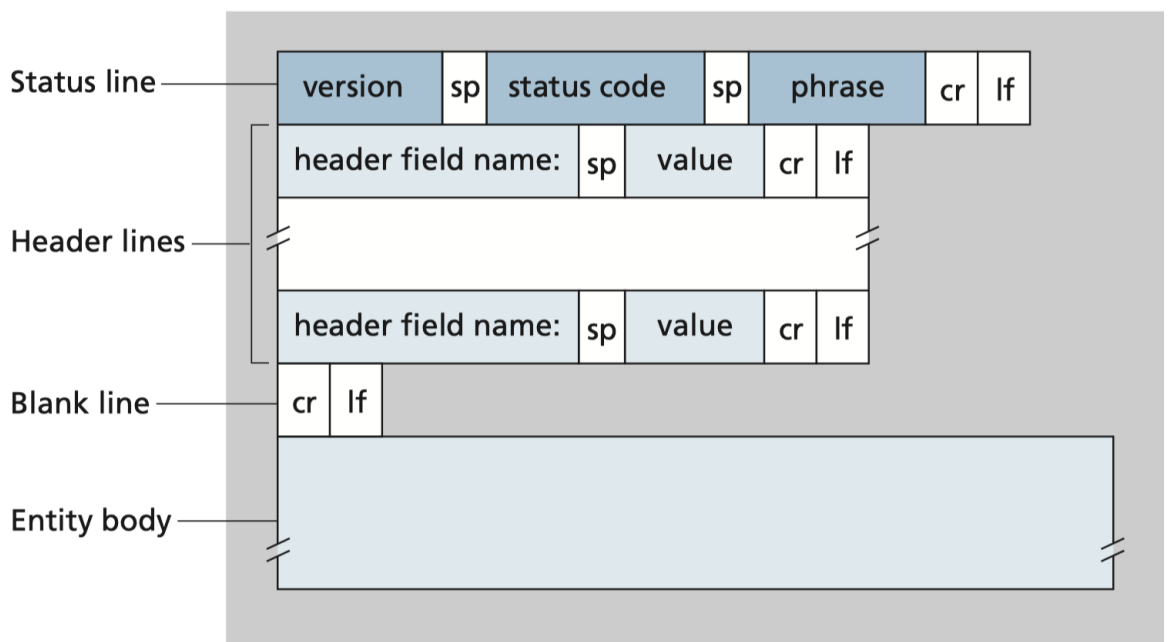 Status line version sp status code sp phrase cr lf
header field name: sp value cr lf
Header lines
header field name: sp value cr lf
Blank line cr lf
Entity body